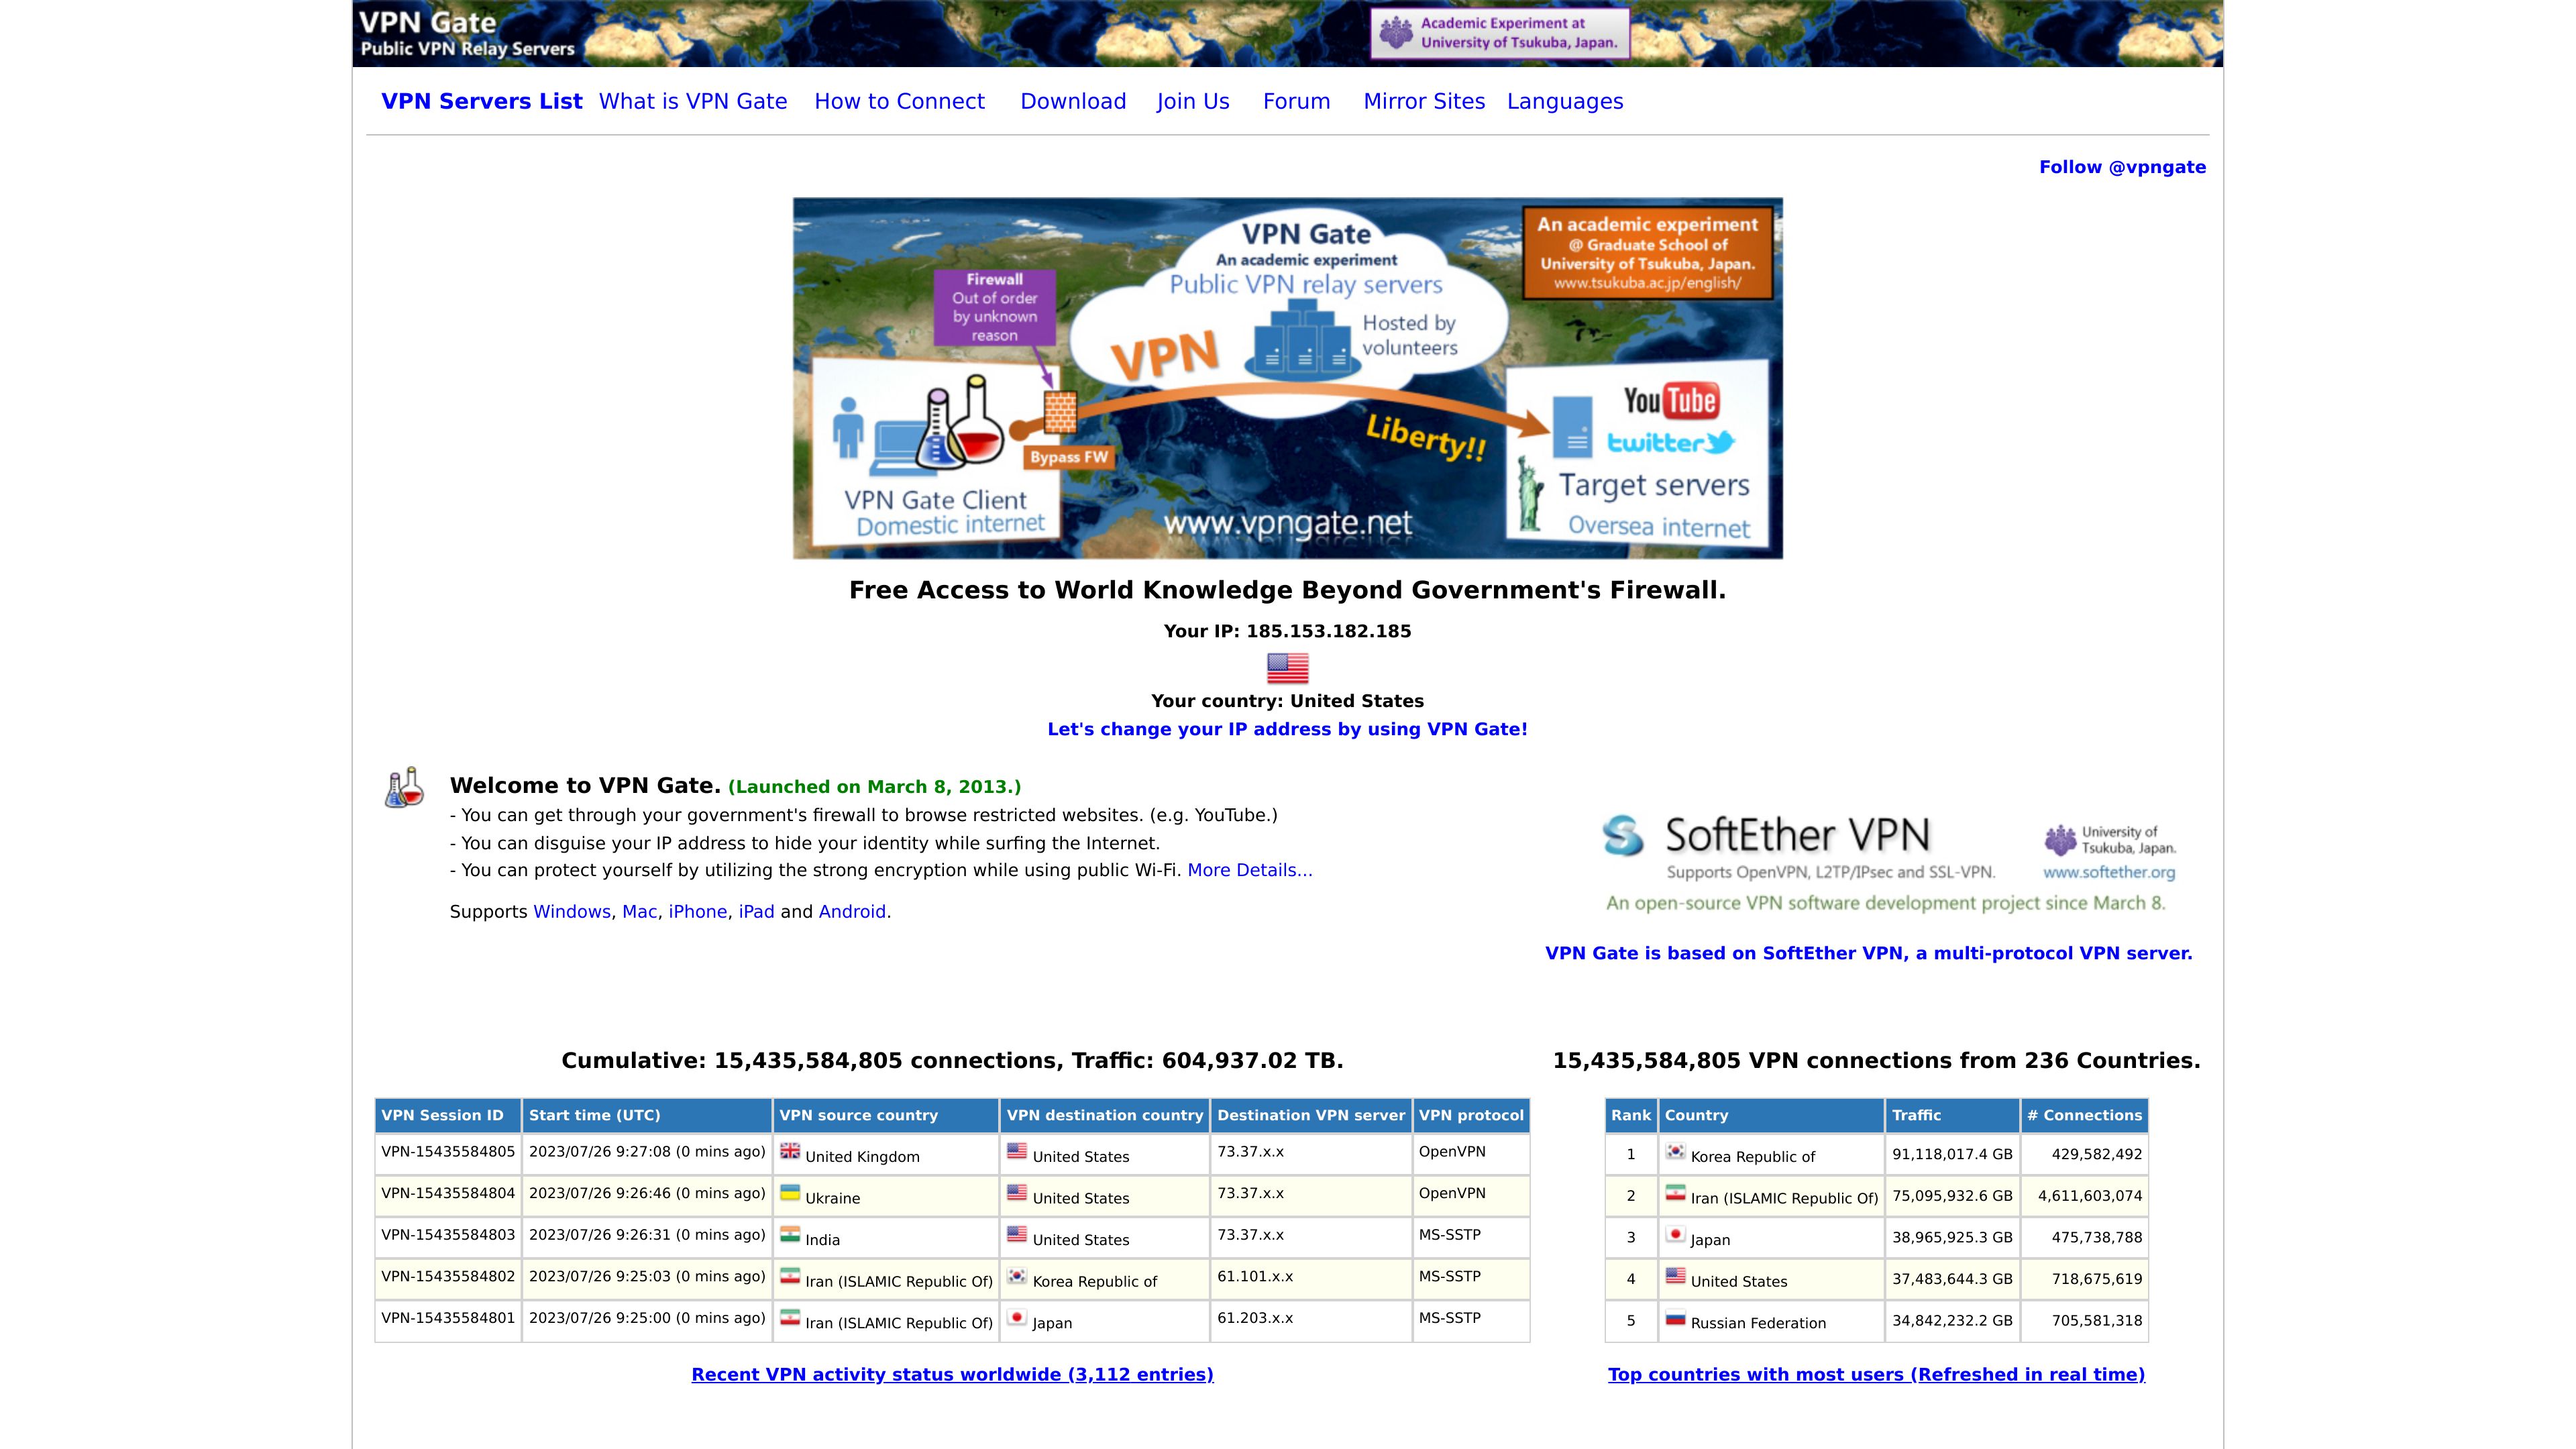 VPN Gate
Public VPN Relay Servers
Academic Experiment at
University of Tsukuba, Japan.
VPN Servers List What is VPN Gate How to Connect Download Join Us Forum Mirror Sites Languages
Follow @vpngate
VPN Gate
An academic experiment
Public VPN relay servers
Hosted by
volunteers
An academic experiment
@ Graduate School of
University of Tsukuba, Japan.
www.tsukuba.ac.jp/english/
Firewall
Out of order
by unknown
reason
VPN
Bypass FW
Liberty!!
YouTube
twitter
VPN Gate Client
Domestic internet
www.vpngate.net
Target servers
Oversea internet
Free Access to World Knowledge Beyond Government's Firewall.
Your IP: 185.153.182.185
Your country: United States
Let's change your IP address by using VPN Gate!
Welcome to VPN Gate. (Launched on March 8, 2013.)
- You can get through your government's firewall to browse restricted websites. (e.g. YouTube.)
- You can disguise your IP address to hide your identity while surfing the Internet.
- You can protect yourself by utilizing the strong encryption while using public Wi-Fi. More Details...
Supports Windows, Mac, iPhone, iPad and Android.
SoftEther VPN
Supports OpenVPN, L2TP/IPsec and SSL-VPN.
University of
Tsukuba, Japan.
www.softether.org
An open-source VPN software development project since March 8.
VPN Gate is based on SoftEther VPN, a multi-protocol VPN server.
Cumulative: 15,435,584,805 connections, Traffic: 604,937.02 TB.
VPN Session ID Start time (UTC) VPN source country VPN destination country Destination VPN server VPN protocol
VPN-15435584805 2023/07/26 9:27:08 (0 mins ago) United Kingdom United States 73.37.x.x OpenVPN
VPN-15435584804 2023/07/26 9:26:46 (0 mins ago) Ukraine United States 73.37.x.x OpenVPN
VPN-15435584803 2023/07/26 9:26:31 (0 mins ago) India United States 73.37.x.x MS-SSTP
VPN-15435584802 2023/07/26 9:25:03 (0 mins ago) Iran (ISLAMIC Republic Of) Korea Republic of 61.101.x.x MS-SSTP
VPN-15435584801 2023/07/26 9:25:00 (0 mins ago) Iran (ISLAMIC Republic Of) Japan 61.203.x.x MS-SSTP
Recent VPN activity status worldwide (3,112 entries)
15,435,584,805 VPN connections from 236 Countries.
Rank Country Traffic # Connections
1 Korea Republic of 91,118,017.4 GB 429,582,492
2 Iran (ISLAMIC Republic Of) 75,095,932.6 GB 4,611,603,074
3 Japan 38,965,925.3 GB 475,738,788
4 United States 37,483,644.3 GB 718,675,619
5 Russian Federation 34,842,232.2 GB 705,581,318
Top countries with most users (Refreshed in real time)